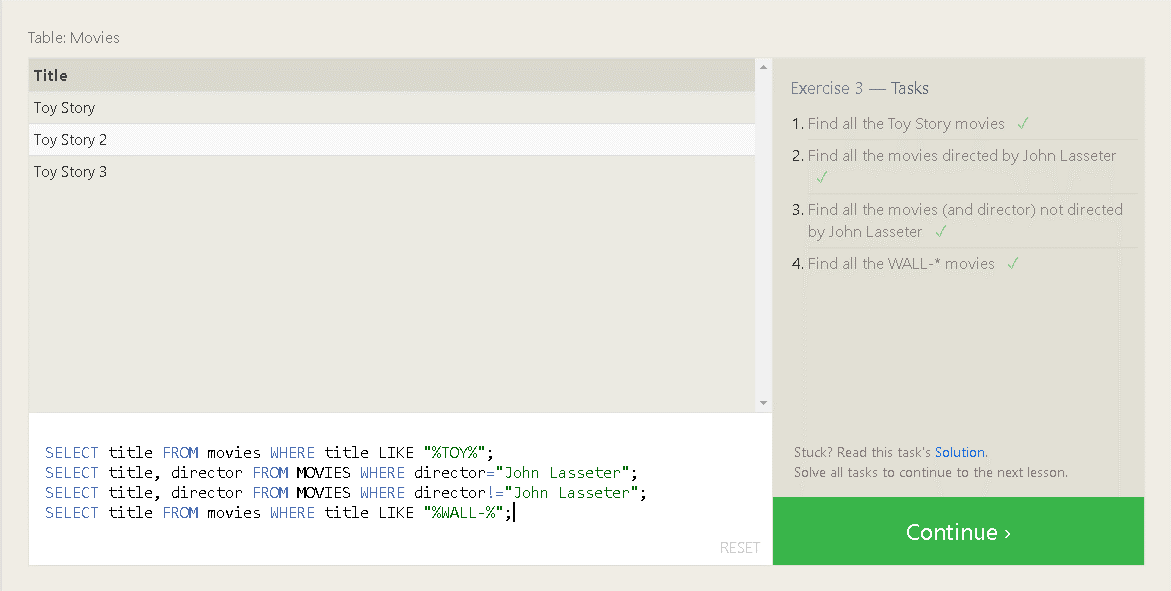 Table: Movies
Title
Toy Story
Toy Story 2
Toy Story 3
SELECT title FROM movies WHERE title LIKE "%TOY%";
SELECT title, director FROM MOVIES WHERE director="John Lasseter";
SELECT title, director FROM MOVIES WHERE director!="John Lasseter";
SELECT title FROM movies WHERE title LIKE "%WALL-%";
RESET
Exercise 3 — Tasks
1. Find all the Toy Story movies ✓
2. Find all the movies directed by John Lasseter
✓
3. Find all the movies (and director) not directed
by John Lasseter ✓
4. Find all the WALL-* movies ✓
Stuck? Read this task's Solution.
Solve all tasks to continue to the next lesson.
Continue ›